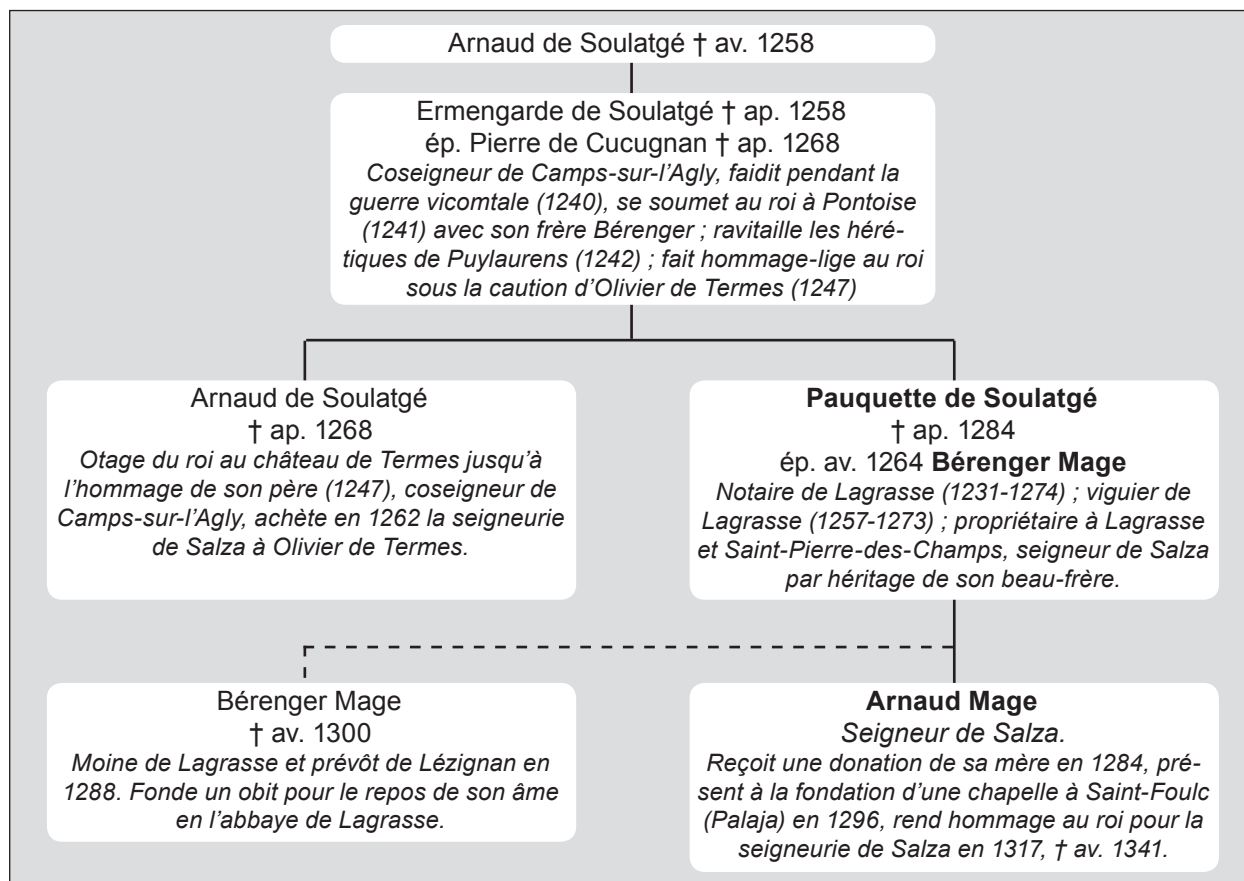 Arnaud de Soulatgé † av. 1258
Ermengarde de Soulatgé † ap. 1258
ép. Pierre de Cucugnan † ap. 1268
Coseigneur de Camps-sur-l’Agly, faidit pendant la
guerre vicomtale (1240), se soumet au roi à Pontoise
(1241) avec son frère Bérenger ; ravitaille les héré-
tiques de Puylaurens (1242) ; fait hommage-lige au roi
sous la caution d’Olivier de Termes (1247)
Arnaud de Soulatgé
† ap. 1268
Otage du roi au château de Termes jusqu’à
l’hommage de son père (1247), coseigneur de
Camps-sur-l’Agly, achète en 1262 la seigneurie
de Salza à Olivier de Termes.
Pauquette de Soulatgé
† ap. 1284
ép. av. 1264 Bérenger Mage
Notaire de Lagrasse (1231-1274) ; viguier de
Lagrasse (1257-1273) ; propriétaire à Lagrasse
et Saint-Pierre-des-Champs, seigneur de Salza
par héritage de son beau-frère.
Bérenger Mage
† av. 1300
Moine de Lagrasse et prévôt de Lézignan en
1288. Fonde un obit pour le repos de son âme
en l’abbaye de Lagrasse.
Arnaud Mage
Seigneur de Salza.
Reçoit une donation de sa mère en 1284, pré-
sent à la fondation d’une chapelle à Saint-Foulc
(Palaja) en 1296, rend hommage au roi pour la
seigneurie de Salza en 1317, † av. 1341.